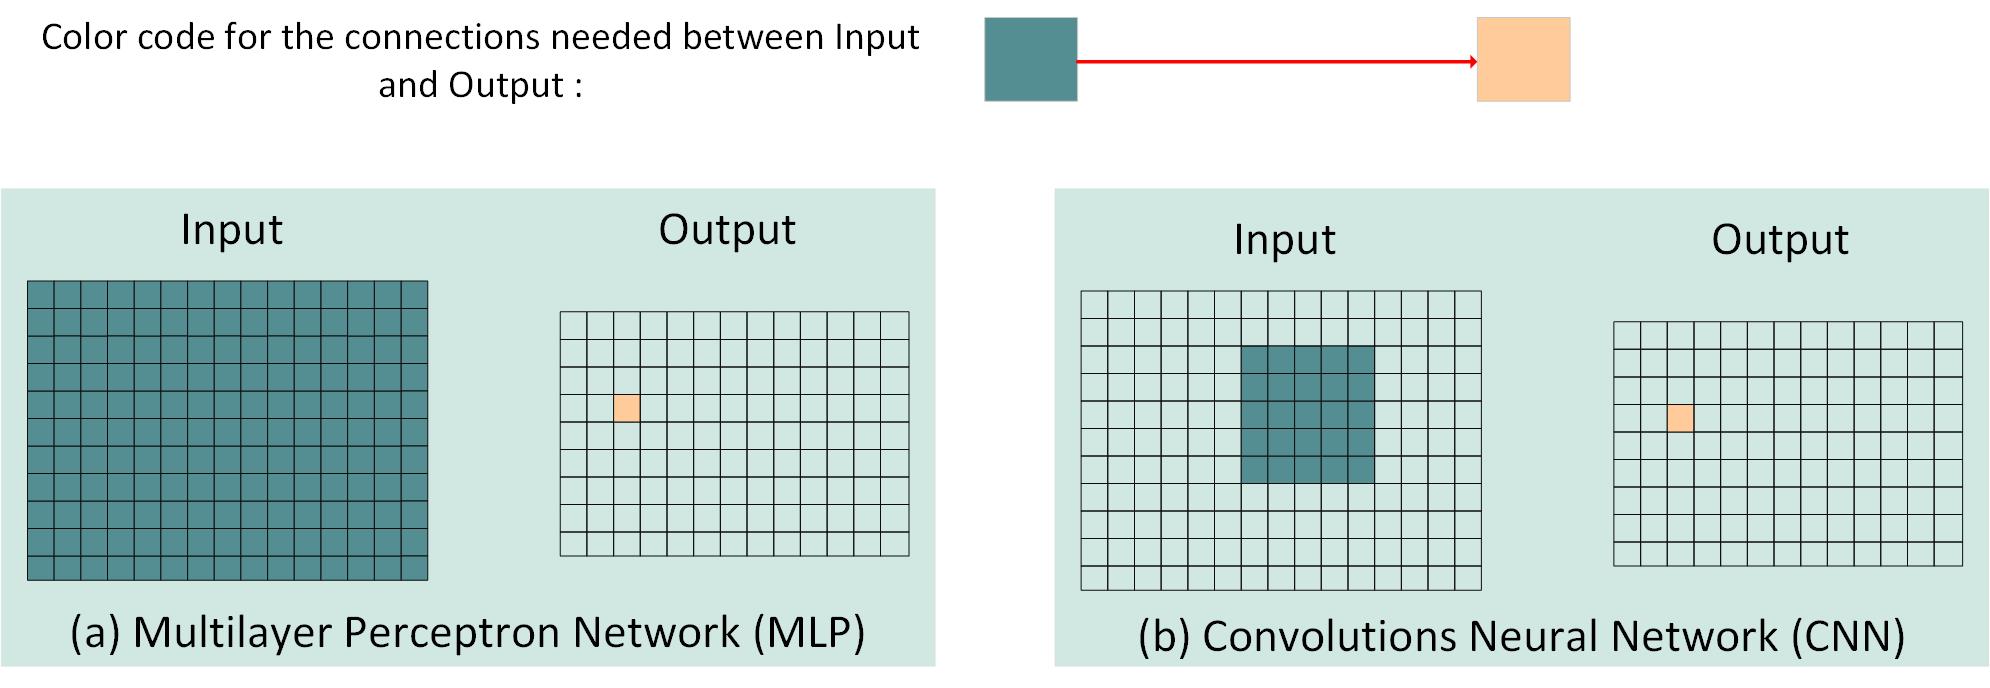 Color code for the connections needed between Input
and Output :
Input
Output
(a) Multilayer Perceptron Network (MLP)
Input
Output
(b) Convolutions Neural Network (CNN)